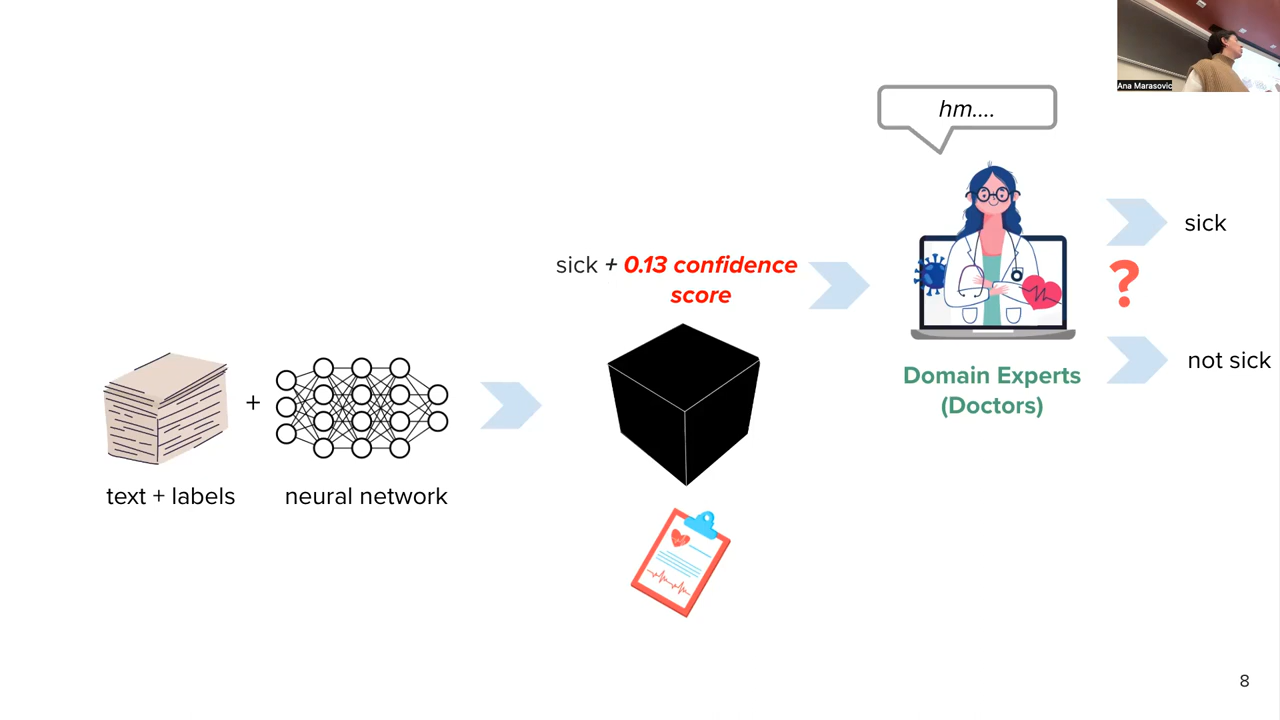 Ana Marasovic
hm....
sick
sick + 0.13 confidence
score
?
not sick
Domain Experts
(Doctors)
+
text + labels
neural network
8